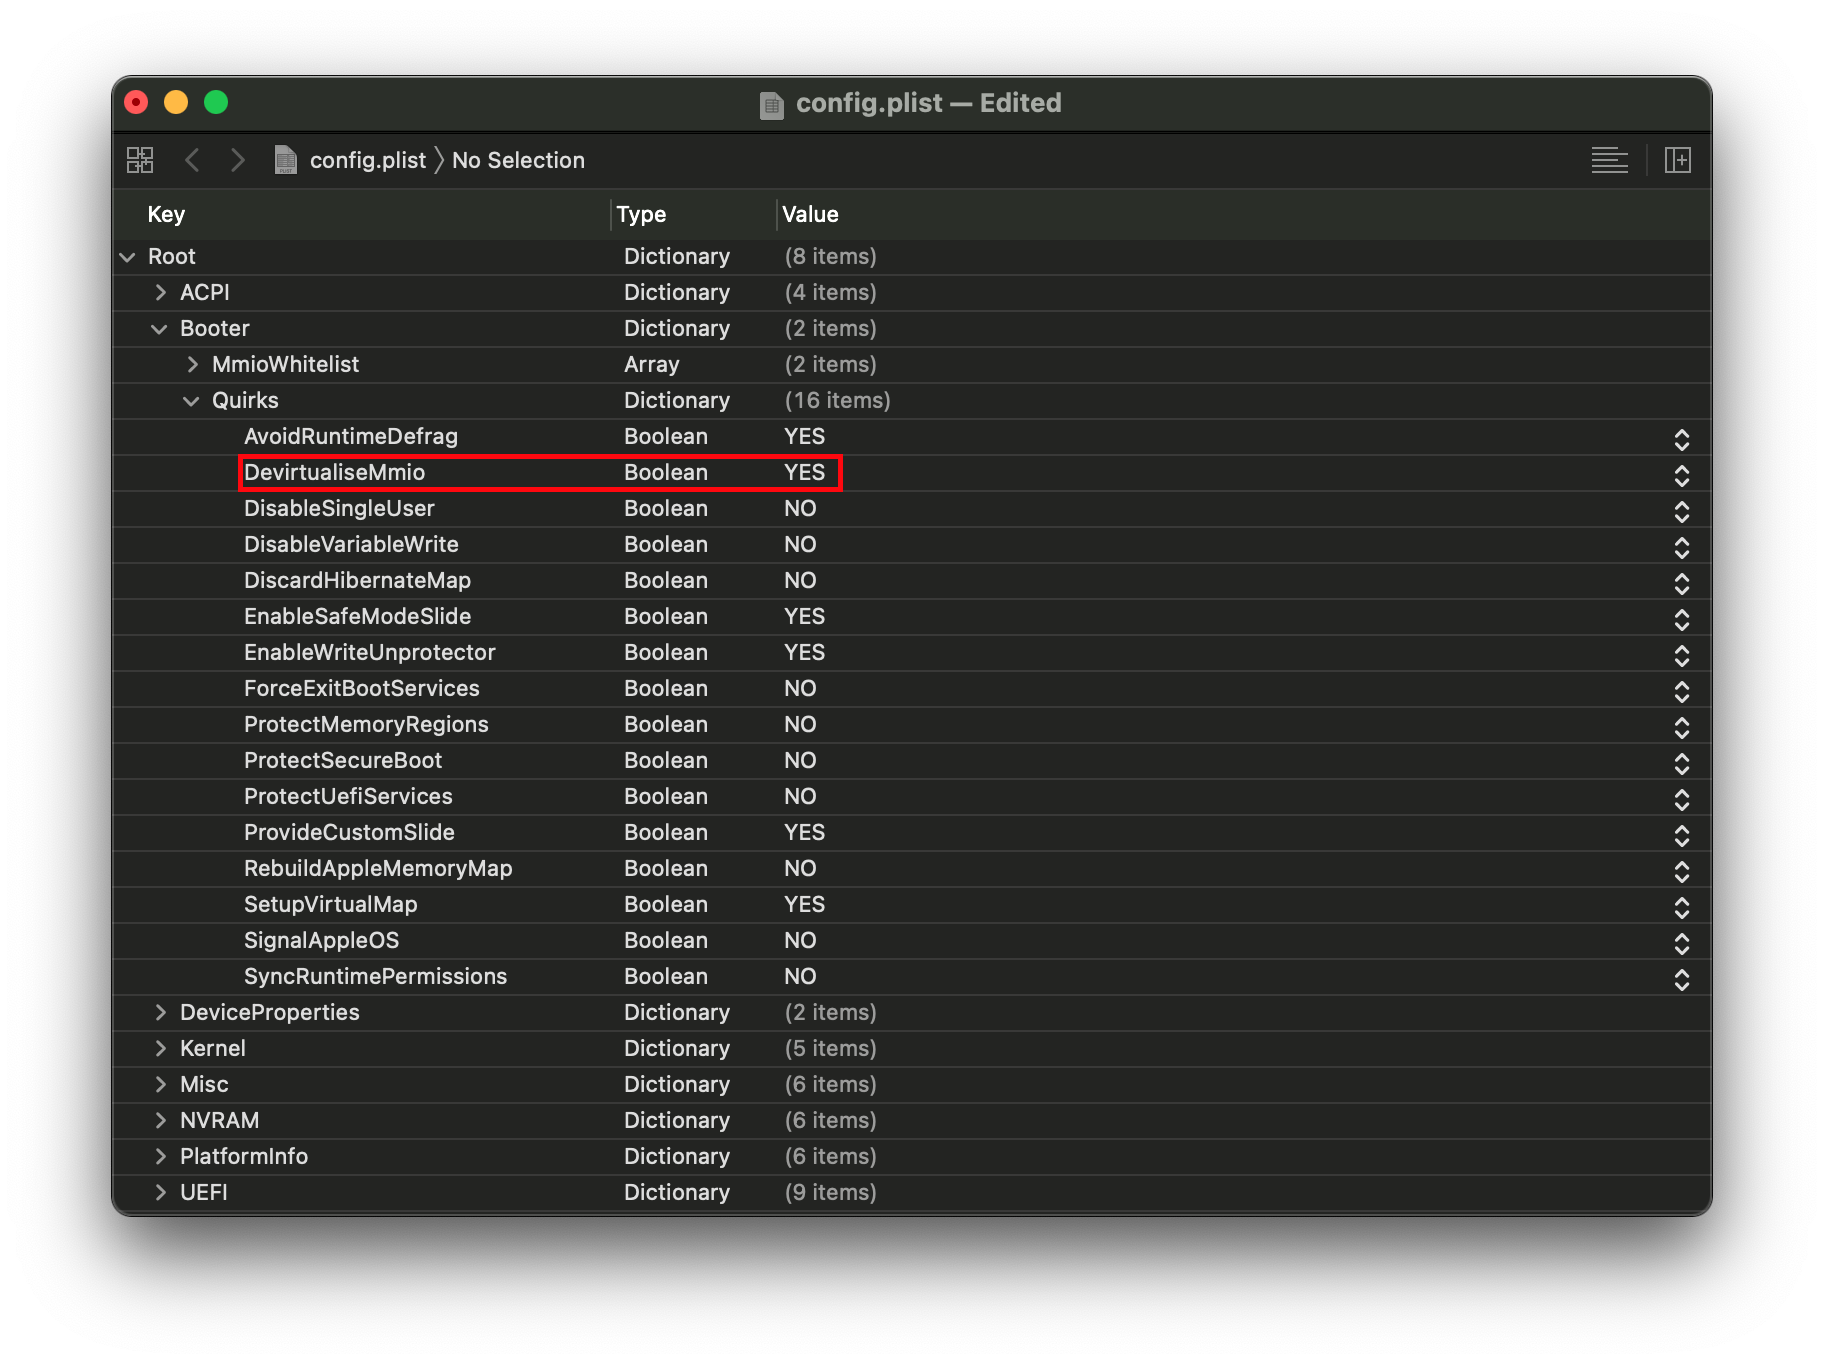 config.plist — Edited
config.plist 〉 No Selection
Key Type Value
Root Dictionary (8 items)
ACPI Dictionary (4 items)
Booter Dictionary (2 items)
MmioWhitelist Array (2 items)
Quirks Dictionary (16 items)
AvoidRuntimeDefrag Boolean YES
DevirtualiseMmio Boolean YES
DisableSingleUser Boolean NO
DisableVariableWrite Boolean NO
DiscardHibernateMap Boolean NO
EnableSafeModeSlide Boolean YES
EnableWriteUnprotector Boolean YES
ForceExitBootServices Boolean NO
ProtectMemoryRegions Boolean NO
ProtectSecureBoot Boolean NO
ProtectUefiServices Boolean NO
ProvideCustomSlide Boolean YES
RebuildAppleMemoryMap Boolean NO
SetupVirtualMap Boolean YES
SignalAppleOS Boolean NO
SyncRuntimePermissions Boolean NO
DeviceProperties Dictionary (2 items)
Kernel Dictionary (5 items)
Misc Dictionary (6 items)
NVRAM Dictionary (6 items)
PlatformInfo Dictionary (6 items)
UEFI Dictionary (9 items)